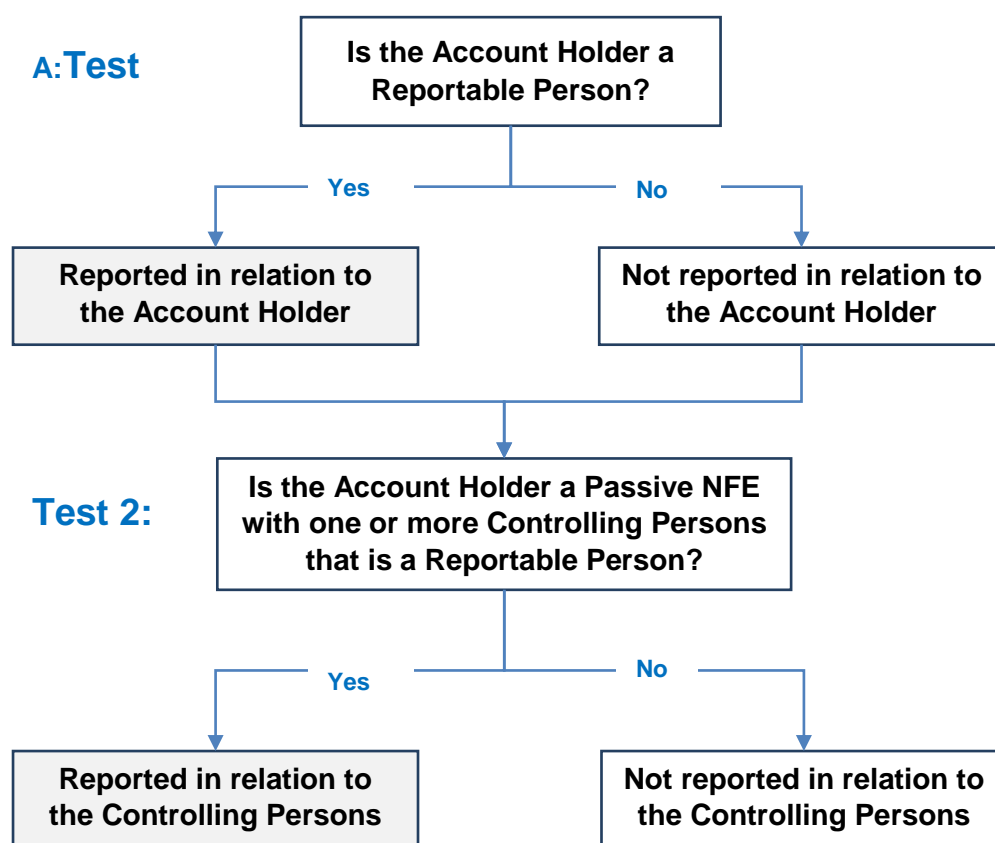 A:Test
Is the Account Holder a
Reportable Person?
Yes
No
Reported in relation to
the Account Holder
Not reported in relation to
the Account Holder
Test 2:
Is the Account Holder a Passive NFE
with one or more Controlling Persons
that is a Reportable Person?
Yes
No
Reported in relation to
the Controlling Persons
Not reported in relation to
the Controlling Persons